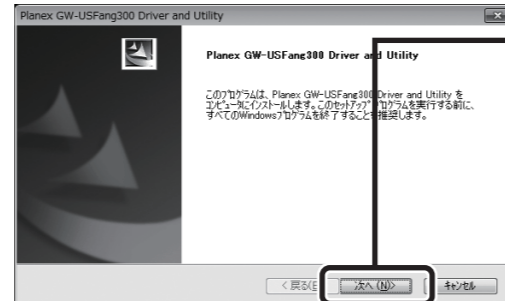 Planex GW-USFang300 Driver and Utility
Planex GW-USFang300 Driver and Utility
このプログラムは、Planex GW-USFang300 Driver and Utility を
コンピュータにインストールします。このセットアップ プログラムを実行する前に、
すべてのWindowsプログラムを終了することを推奨します。
< 戻る(B)
次へ(N)>
キャンセル